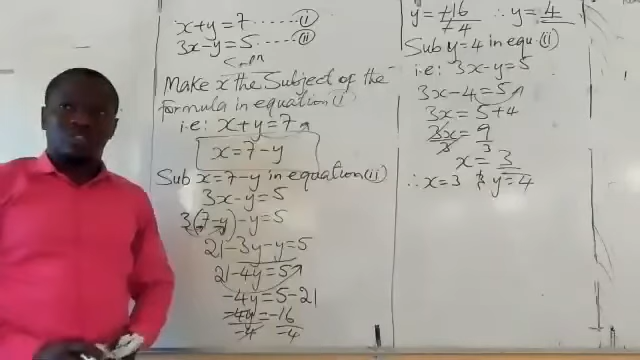 x+y=7 ........ (i)
3x-y=5 ..... (ii)
Soln
Make x the Subject of the
formula in equation (i)
i.e: x+y=7
x=7-y
Sub x=7-y in equation (ii)
3x-y=5
3(7-y)-y=5
21-3y-y=5
21-4y=5
-4y=5-21
-4y=-16
-4 -4
y=-16 ∴ y=4
-4
Sub y=4 in equ (ii)
i.e: 3x-y=5
3x-4=5
3x=5+4
3x=9
3 3
x=3
∴ x=3 & y=4